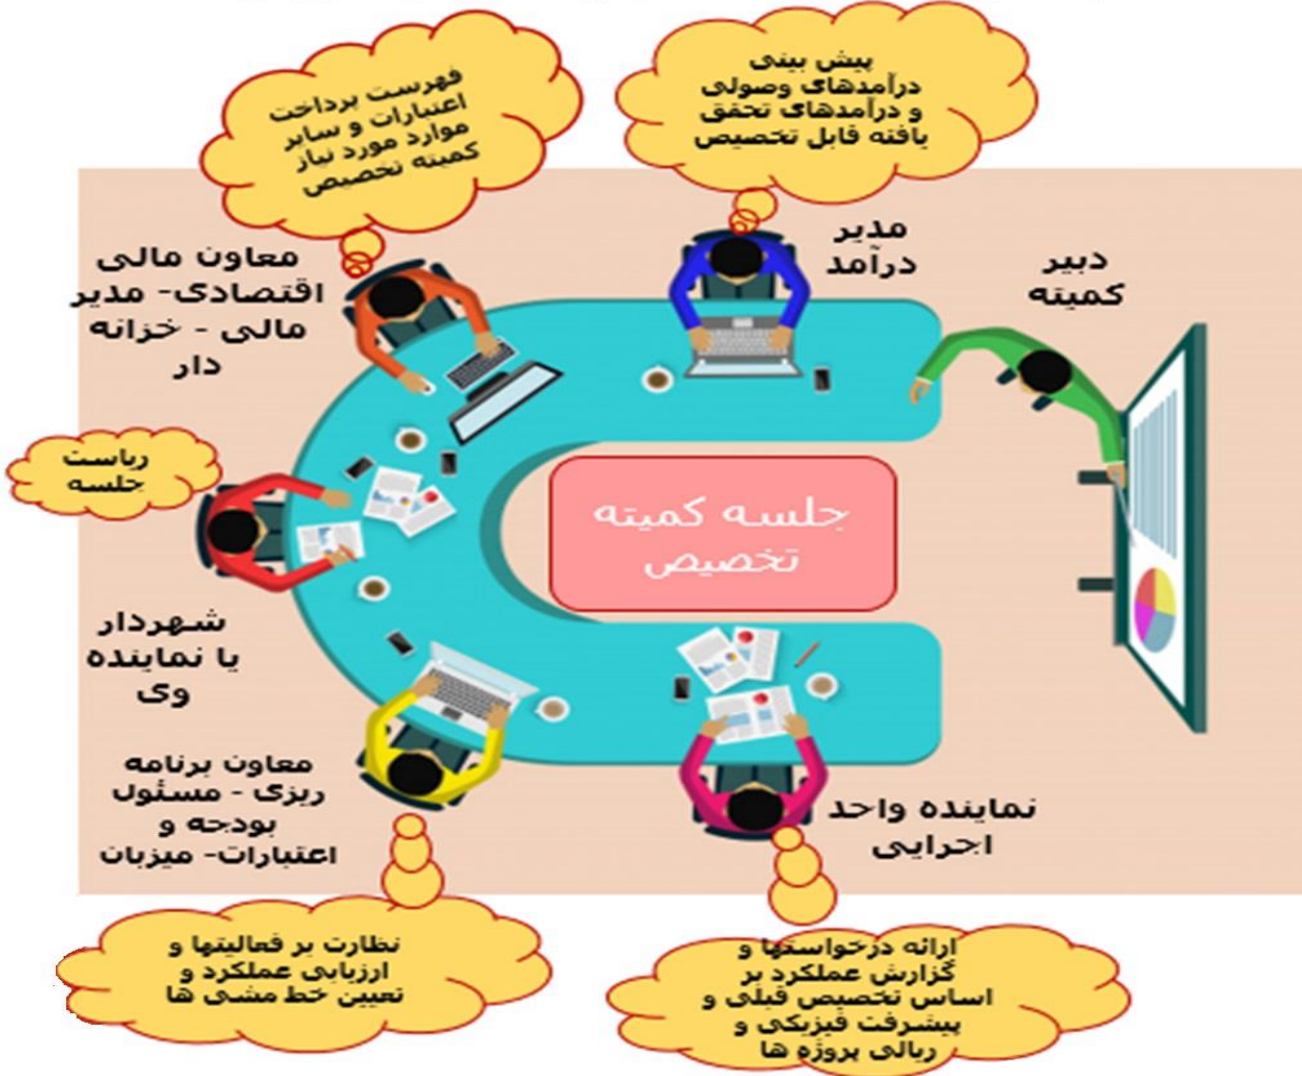 پیش بینی
درآمدهای وصولی
و درآمدهای تحقق
یافته قابل تخصیص
فهرست پرداخت
اعتبارات و سایر
موارد مورد نیاز
کمیته تخصیص
مدیر
درآمد
دبیر
کمیته
معاون مالی
اقتصادی- مدیر
مالی - خزانه
دار
ریاست
جلسه
جلسه کمیته
تخصیص
شهردار
یا نماینده
وی
معاون برنامه
ریزی - مسئول
بودجه و
اعتبارات- میزبان
نماینده واحد
اجرایی
نظارت بر فعالیتها و
ارزیابی عملکرد و
تعیین خط مشی ها
ارائه درخواستها و
گزارش عملکرد بر
اساس تخصیص قبلی و
پیشرفت فیزیکی و
ریالی پروژه ها